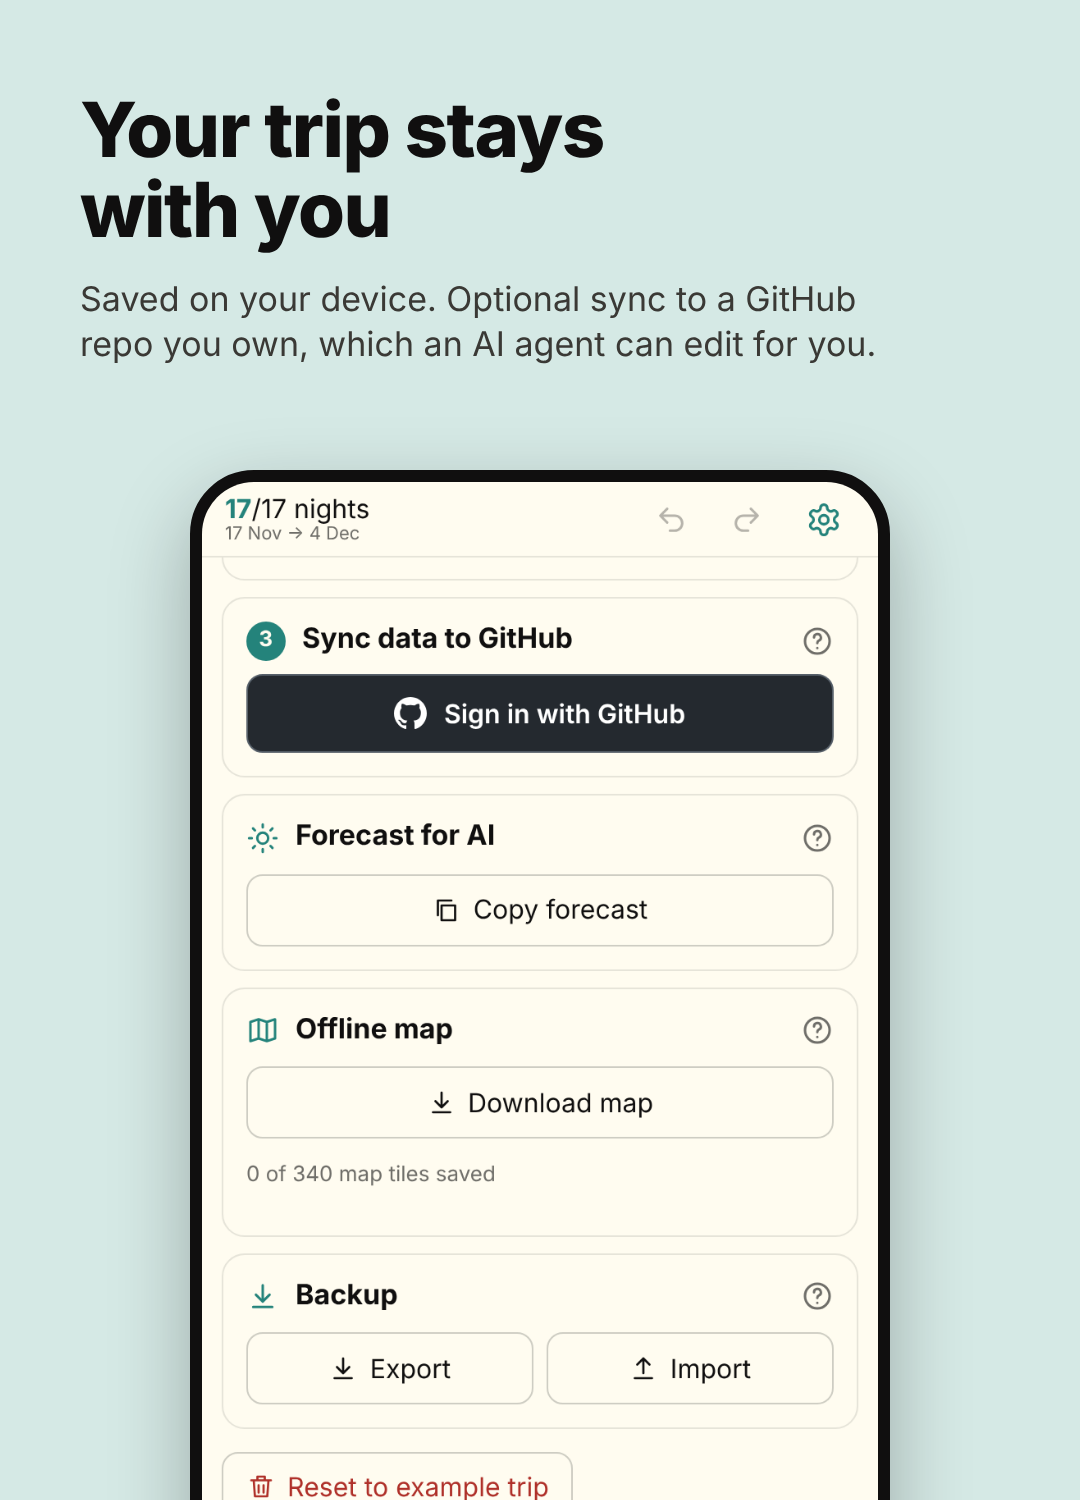 Your trip stays
with you
Saved on your device. Optional sync to a GitHub
repo you own, which an AI agent can edit for you.
17/17 nights
17 Nov → 4 Dec
3 Sync data to GitHub
Sign in with GitHub
Forecast for AI
Copy forecast
Offline map
Download map
0 of 340 map tiles saved
Backup
Export
Import
Reset to example trip